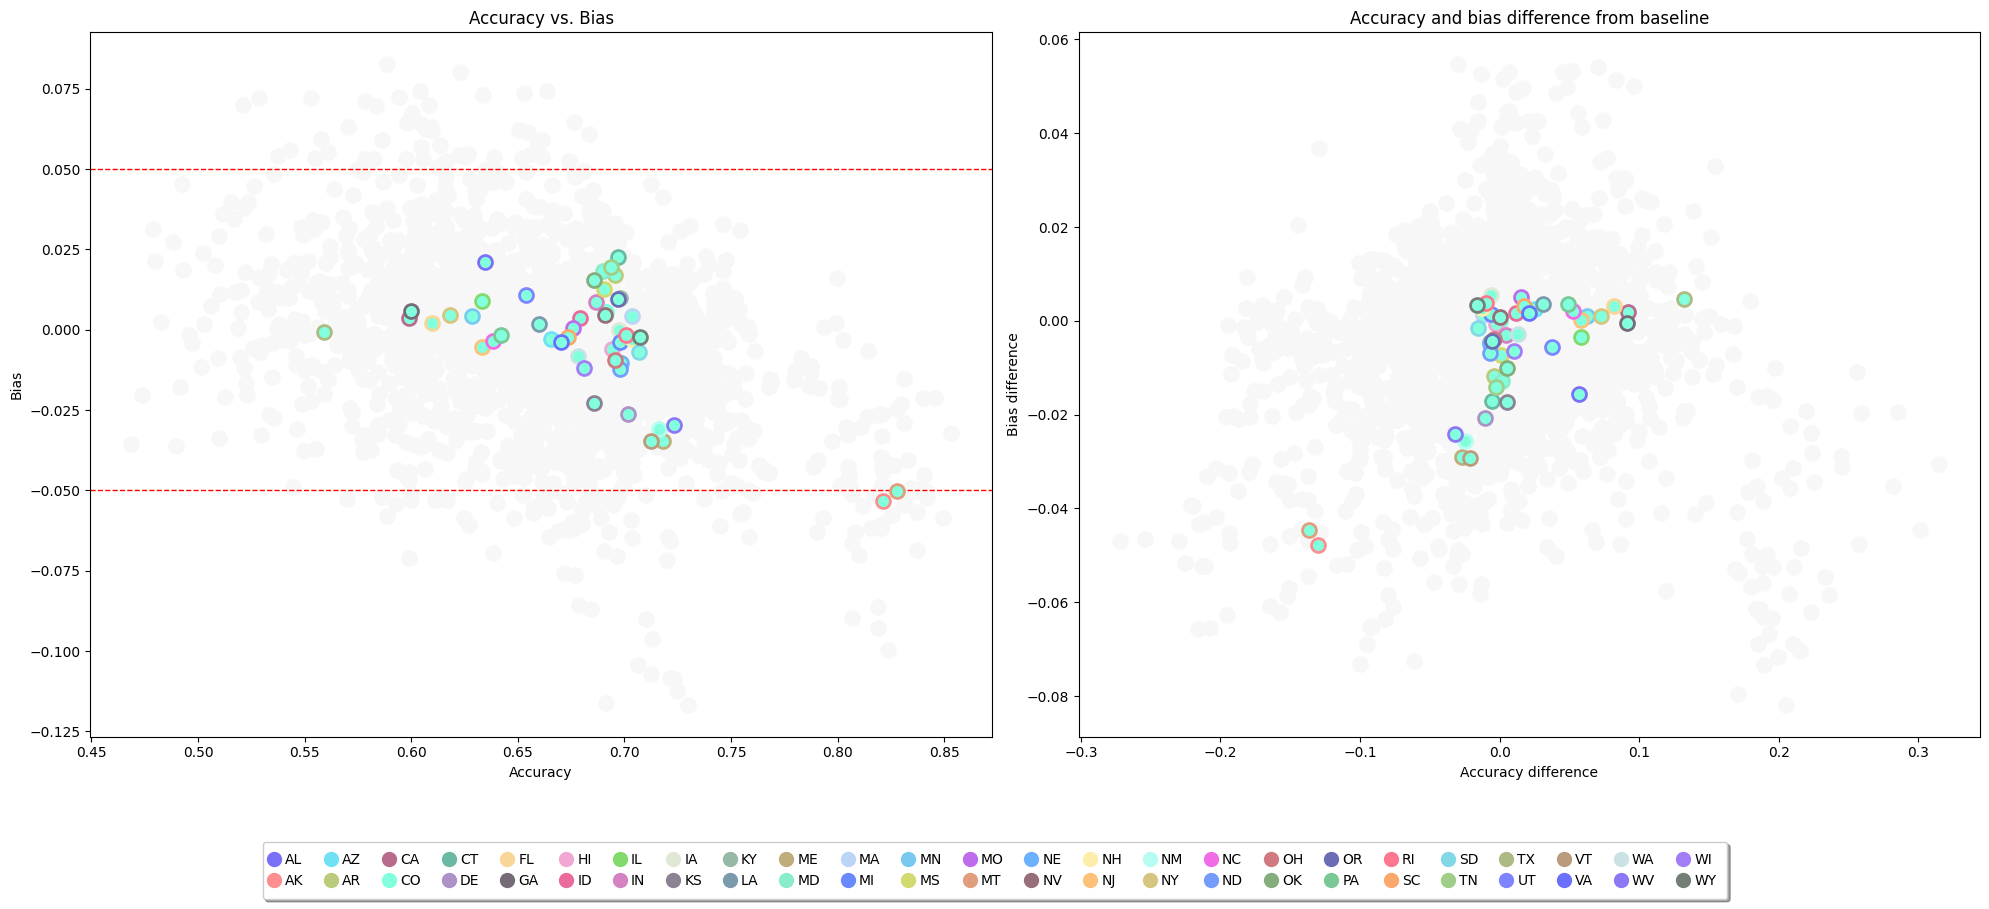 Accuracy vs. Bias
Bias
0.075
0.050
0.025
0.000
−0.025
−0.050
−0.075
−0.100
−0.125
0.45 0.50 0.55 0.60 0.65 0.70 0.75 0.80 0.85
Accuracy
Accuracy and bias difference from baseline
Bias difference
0.06
0.04
0.02
0.00
−0.02
−0.04
−0.06
−0.08
−0.3 −0.2 −0.1 0.0 0.1 0.2 0.3
Accuracy difference
AL AZ CA CT FL HI IL IA KY ME MA MN MO NE NH NM NC OH OR RI SD TX VT WA WI
AK AR CO DE GA ID IN KS LA MD MI MS MT NV NJ NY ND OK PA SC TN UT VA WV WY